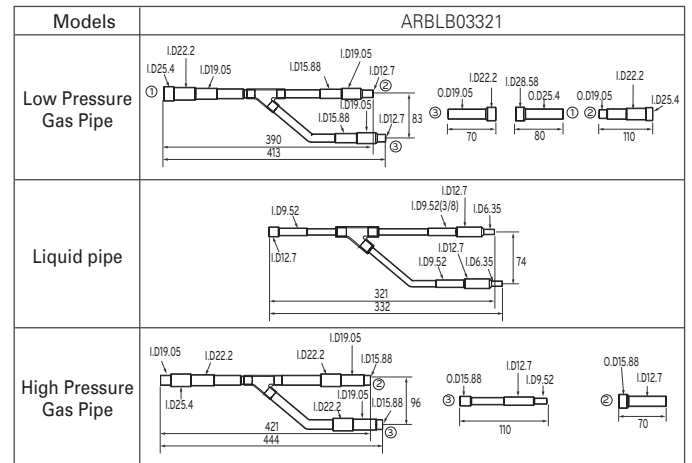 Models ARBLB03321
Low Pressure
Gas Pipe
I.D25.4 I.D22.2 I.D19.05 I.D15.88 I.D19.05 I.D12.7
① ②
I.D19.05
I.D15.88 I.D12.7 83
③
390
413
③ O.D19.05 I.D22.2
70
I.D28.58 O.D25.4 ①
80
② O.D19.05 I.D22.2 I.D25.4
110
Liquid pipe
I.D9.52
I.D12.7
I.D12.7
I.D9.52(3/8) I.D6.35
I.D12.7
I.D9.52 I.D6.35
74
321
332
High Pressure
Gas Pipe
I.D19.05 I.D22.2 I.D22.2 I.D19.05 I.D15.88
I.D25.4
②
I.D19.05
I.D22.2 I.D15.88
96
③
421
444
③ O.D15.88 I.D12.7 I.D9.52
110
② O.D15.88 I.D12.7
70